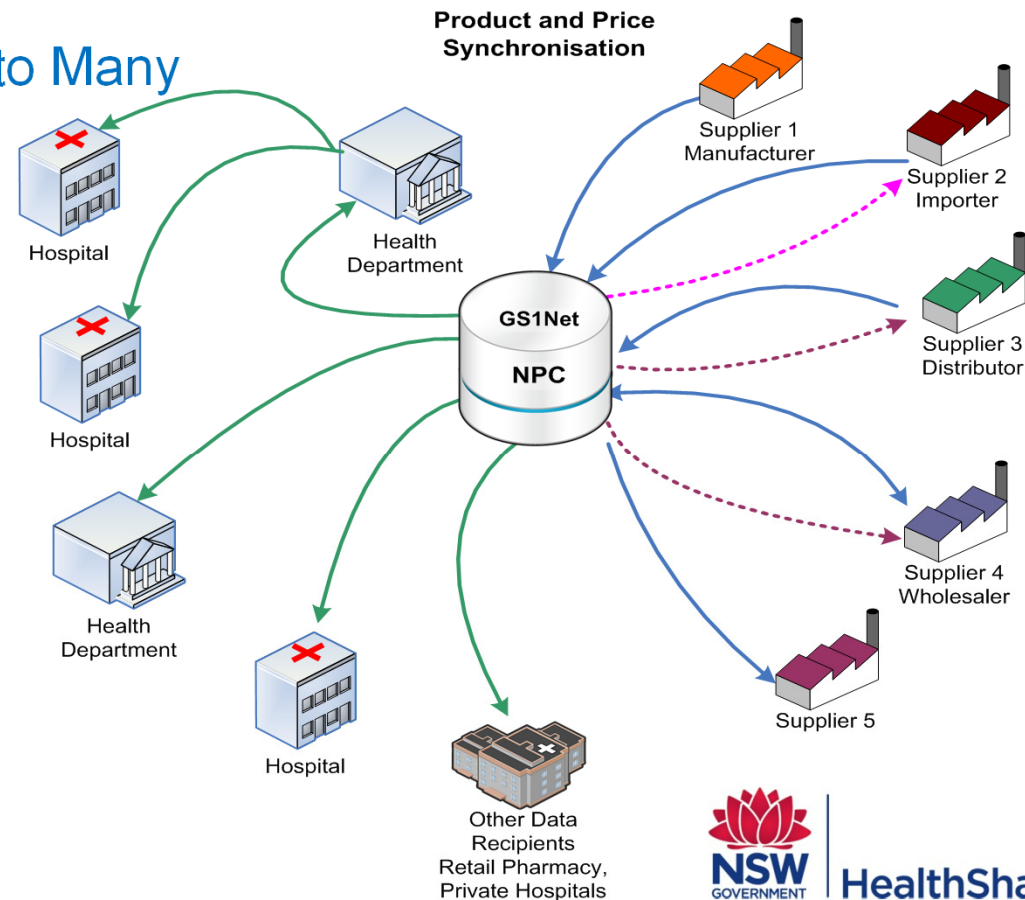 to Many
Product and Price
Synchronisation
Supplier 1
Manufacturer
Supplier 2
Importer
Hospital
Health
Department
GS1Net
NPC
Supplier 3
Distributor
Hospital
Supplier 4
Wholesaler
Health
Department
Supplier 5
Hospital
Other Data
Recipients
Retail Pharmacy,
Private Hospitals
NSW
GOVERNMENT
HealthSha